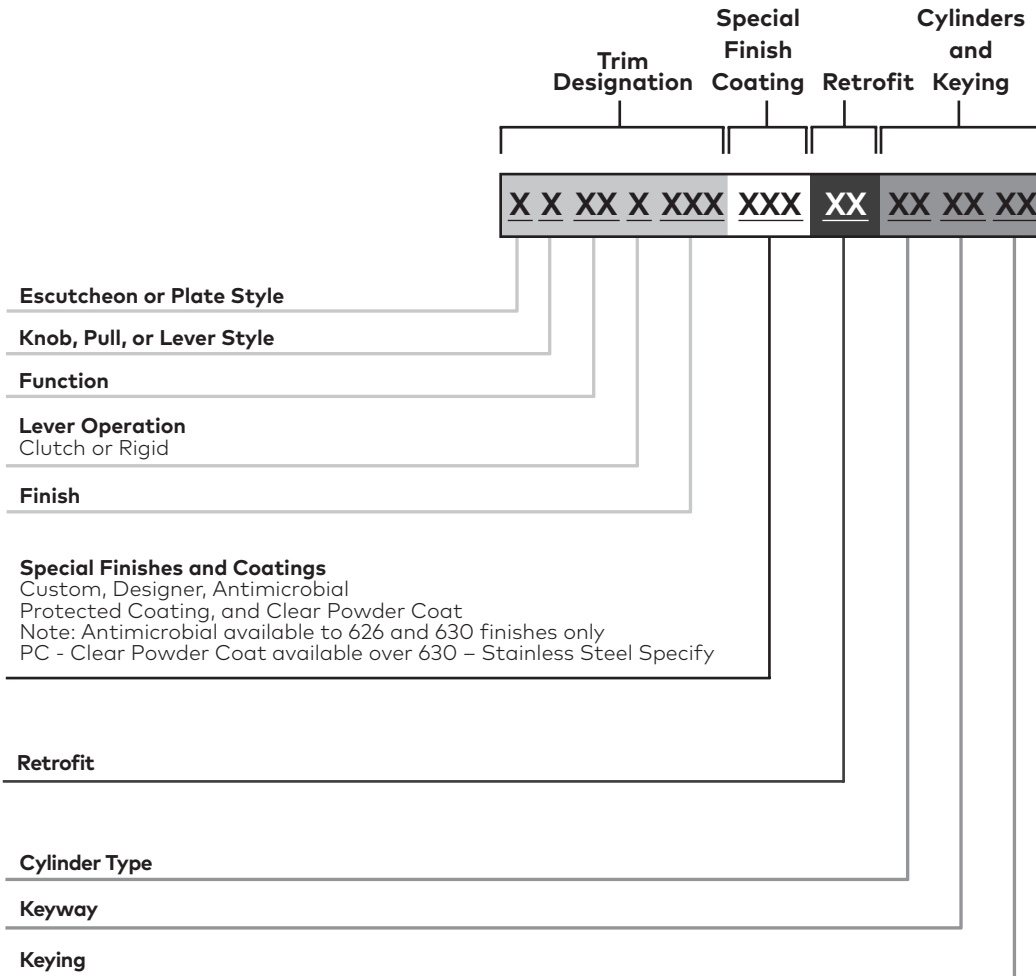 Trim
Designation
Special
Finish
Coating
Retrofit
Cylinders
and
Keying
X X XX X XXX XXX XX XX XX XX
Escutcheon or Plate Style
Knob, Pull, or Lever Style
Function
Lever Operation
Clutch or Rigid
Finish
Special Finishes and Coatings
Custom, Designer, Antimicrobial
Protected Coating, and Clear Powder Coat
Note: Antimicrobial available to 626 and 630 finishes only
PC - Clear Powder Coat available over 630 – Stainless Steel Specify
Retrofit
Cylinder Type
Keyway
Keying